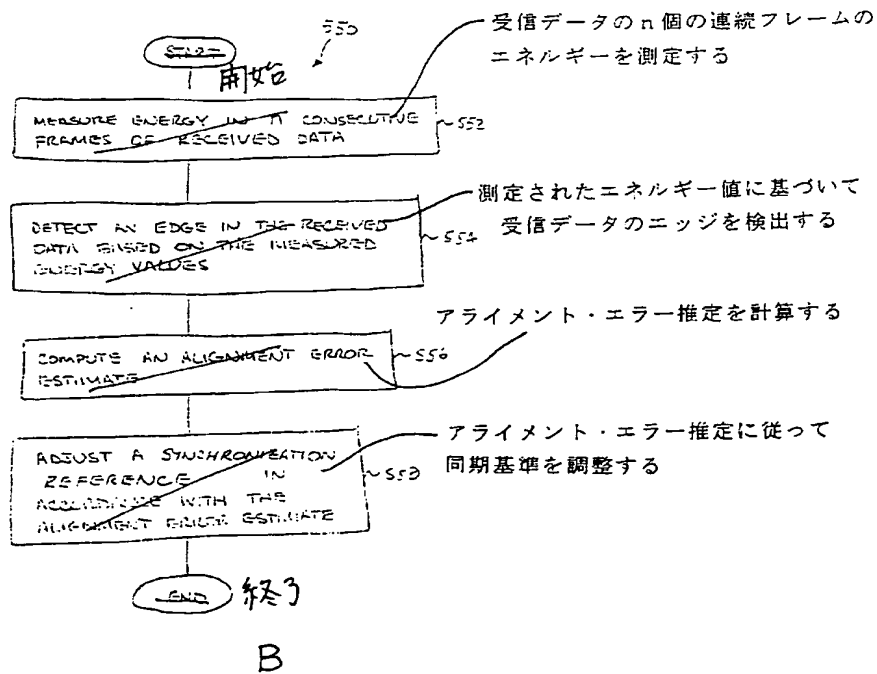 550
START
開始
受信データのn個の連続フレームの
エネルギーを測定する
MEASURE ENERGY IN n CONSECUTIVE
FRAMES OF RECEIVED DATA
552
測定されたエネルギー値に基づいて
受信データのエッジを検出する
DETECT AN EDGE IN THE RECEIVED
DATA BASED ON THE MEASURED
ENERGY VALUES
554
アライメント・エラー推定を計算する
COMPUTE AN ALIGNMENT ERROR
ESTIMATE
556
アライメント・エラー推定に従って
同期基準を調整する
ADJUST A SYNCHRONIZATION
REFERENCE IN
ACCORDANCE WITH THE
ALIGNMENT ERROR ESTIMATE
558
END
終了
B